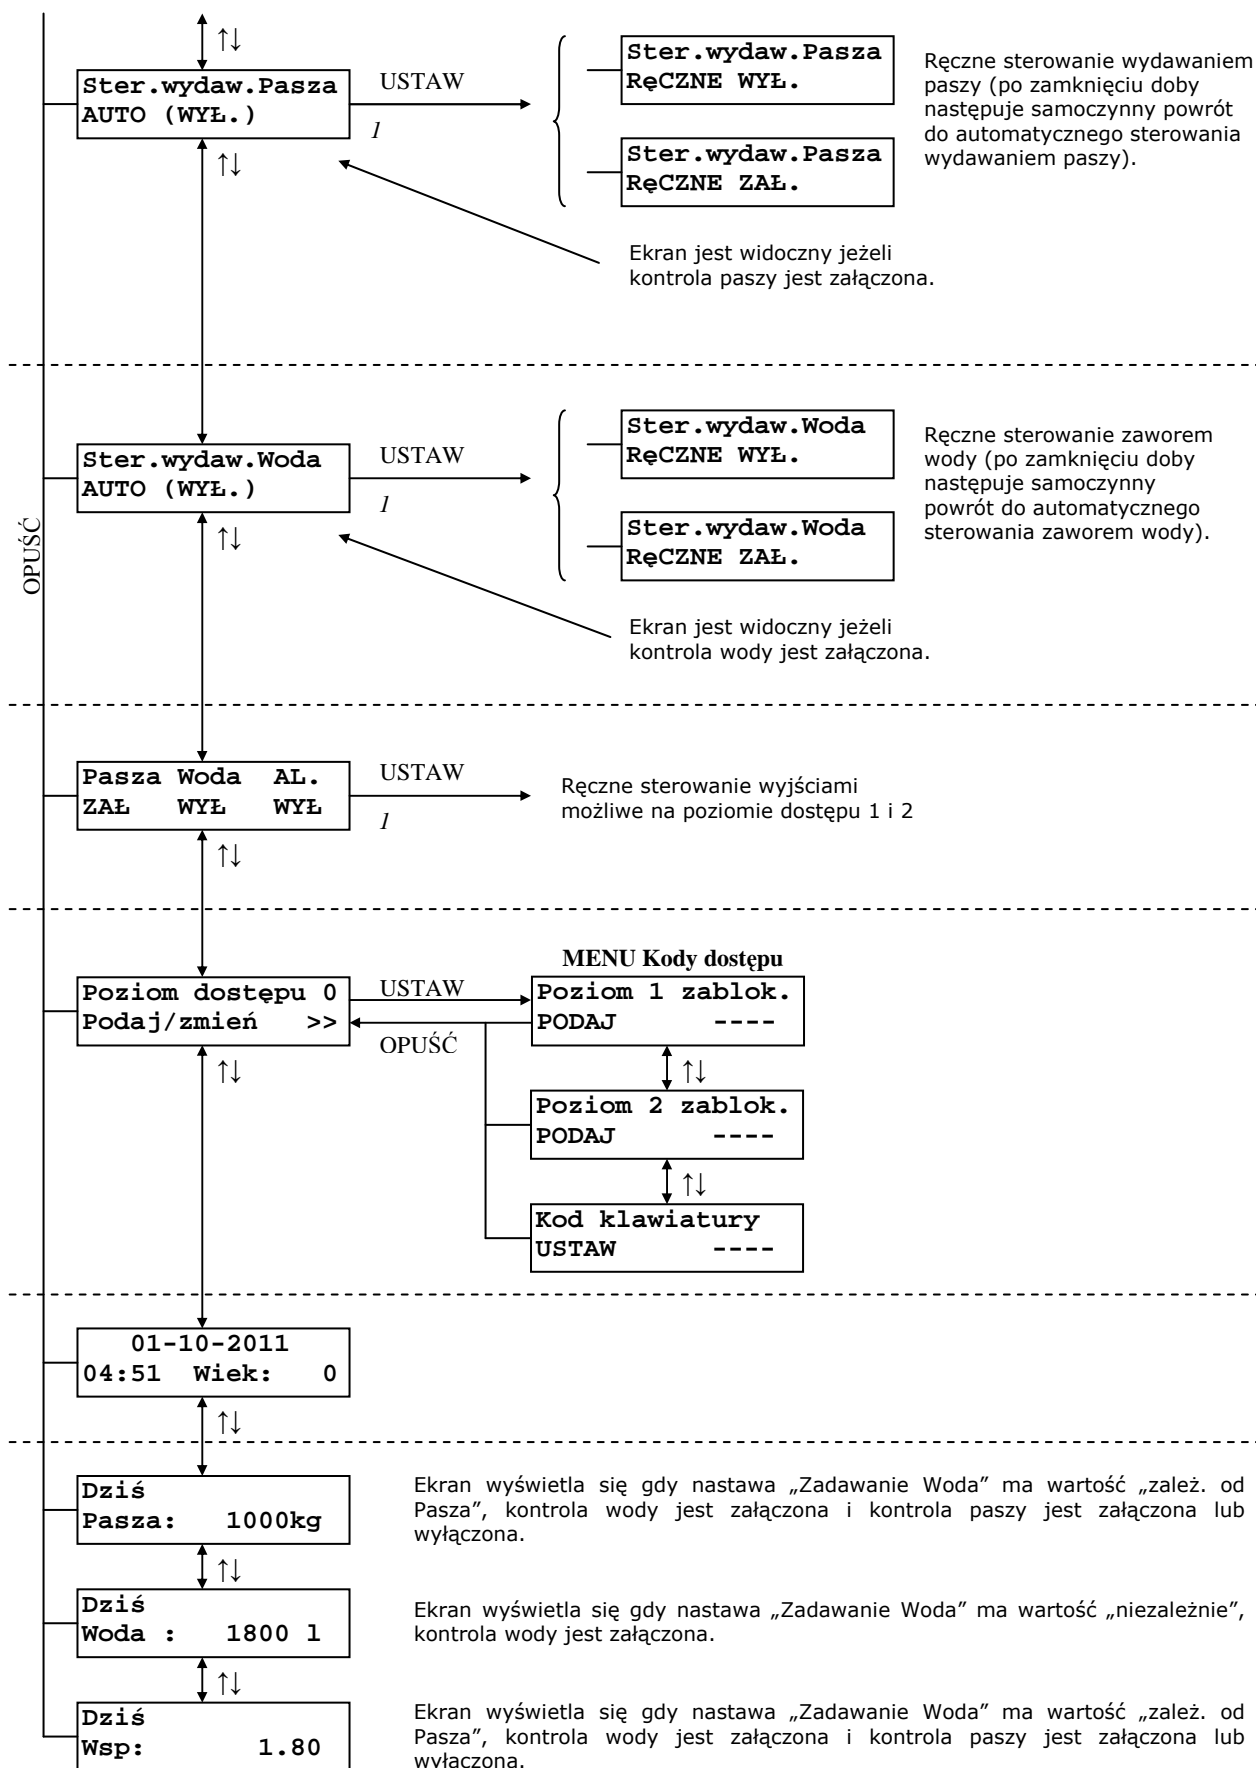 ↑↓
Ster.wydaw.Pasza
AUTO (WYŁ.)
USTAW
1
Ster.wydaw.Pasza
RęCZNE WYŁ.
Ster.wydaw.Pasza
RęCZNE ZAŁ.
Ręczne sterowanie wydawaniem
paszy (po zamknięciu doby
następuje samoczynny powrót
do automatycznego sterowania
wydawaniem paszy).
↑↓
Ekran jest widoczny jeżeli
kontrola paszy jest załączona.
OPUŚĆ
Ster.wydaw.Woda
AUTO (WYŁ.)
USTAW
1
Ster.wydaw.Woda
RęCZNE WYŁ.
Ster.wydaw.Woda
RęCZNE ZAŁ.
Ręczne sterowanie zaworem
wody (po zamknięciu doby
następuje samoczynny
powrót do automatycznego
sterowania zaworem wody).
↑↓
Ekran jest widoczny jeżeli
kontrola wody jest załączona.
Pasza Woda AL.
ZAŁ WYŁ WYŁ
USTAW
1
Ręczne sterowanie wyjściami
możliwe na poziomie dostępu 1 i 2
↑↓
MENU Kody dostępu
Poziom dostępu 0
Podaj/zmień >>
USTAW
OPUŚĆ
Poziom 1 zablok.
PODAJ ----
↑↓
↑↓
Poziom 2 zablok.
PODAJ ----
↑↓
Kod klawiatury
USTAW ----
01-10-2011
04:51 Wiek: 0
↑↓
Dziś
Pasza: 1000kg
Ekran wyświetla się gdy nastawa „Zadawanie Woda” ma wartość „zależ. od
Pasza”, kontrola wody jest załączona i kontrola paszy jest załączona lub
wyłączona.
↑↓
Dziś
Woda : 1800 l
Ekran wyświetla się gdy nastawa „Zadawanie Woda” ma wartość „niezależnie”,
kontrola wody jest załączona.
↑↓
Dziś
Wsp: 1.80
Ekran wyświetla się gdy nastawa „Zadawanie Woda” ma wartość „zależ. od
Pasza”, kontrola wody jest załączona i kontrola paszy jest załączona lub
wyłączona.